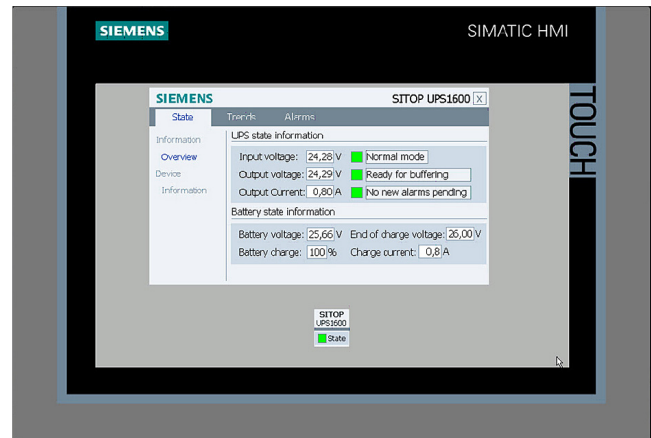 SIEMENS
SIMATIC HMI
TOUCH
SIEMENS
SITOP UPS1600 X
State Trends Alarms
Information
Overview
Device
Information
UPS state information
Input voltage: 24,28 V Normal mode
Output voltage: 24,29 V Ready for buffering
Output Current: 0,80 A No new alarms pending
Battery state information
Battery voltage: 25,66 V End of charge voltage: 26,00 V
Battery charge: 100 % Charge current: 0,8 A
SITOP
UPS1600
State